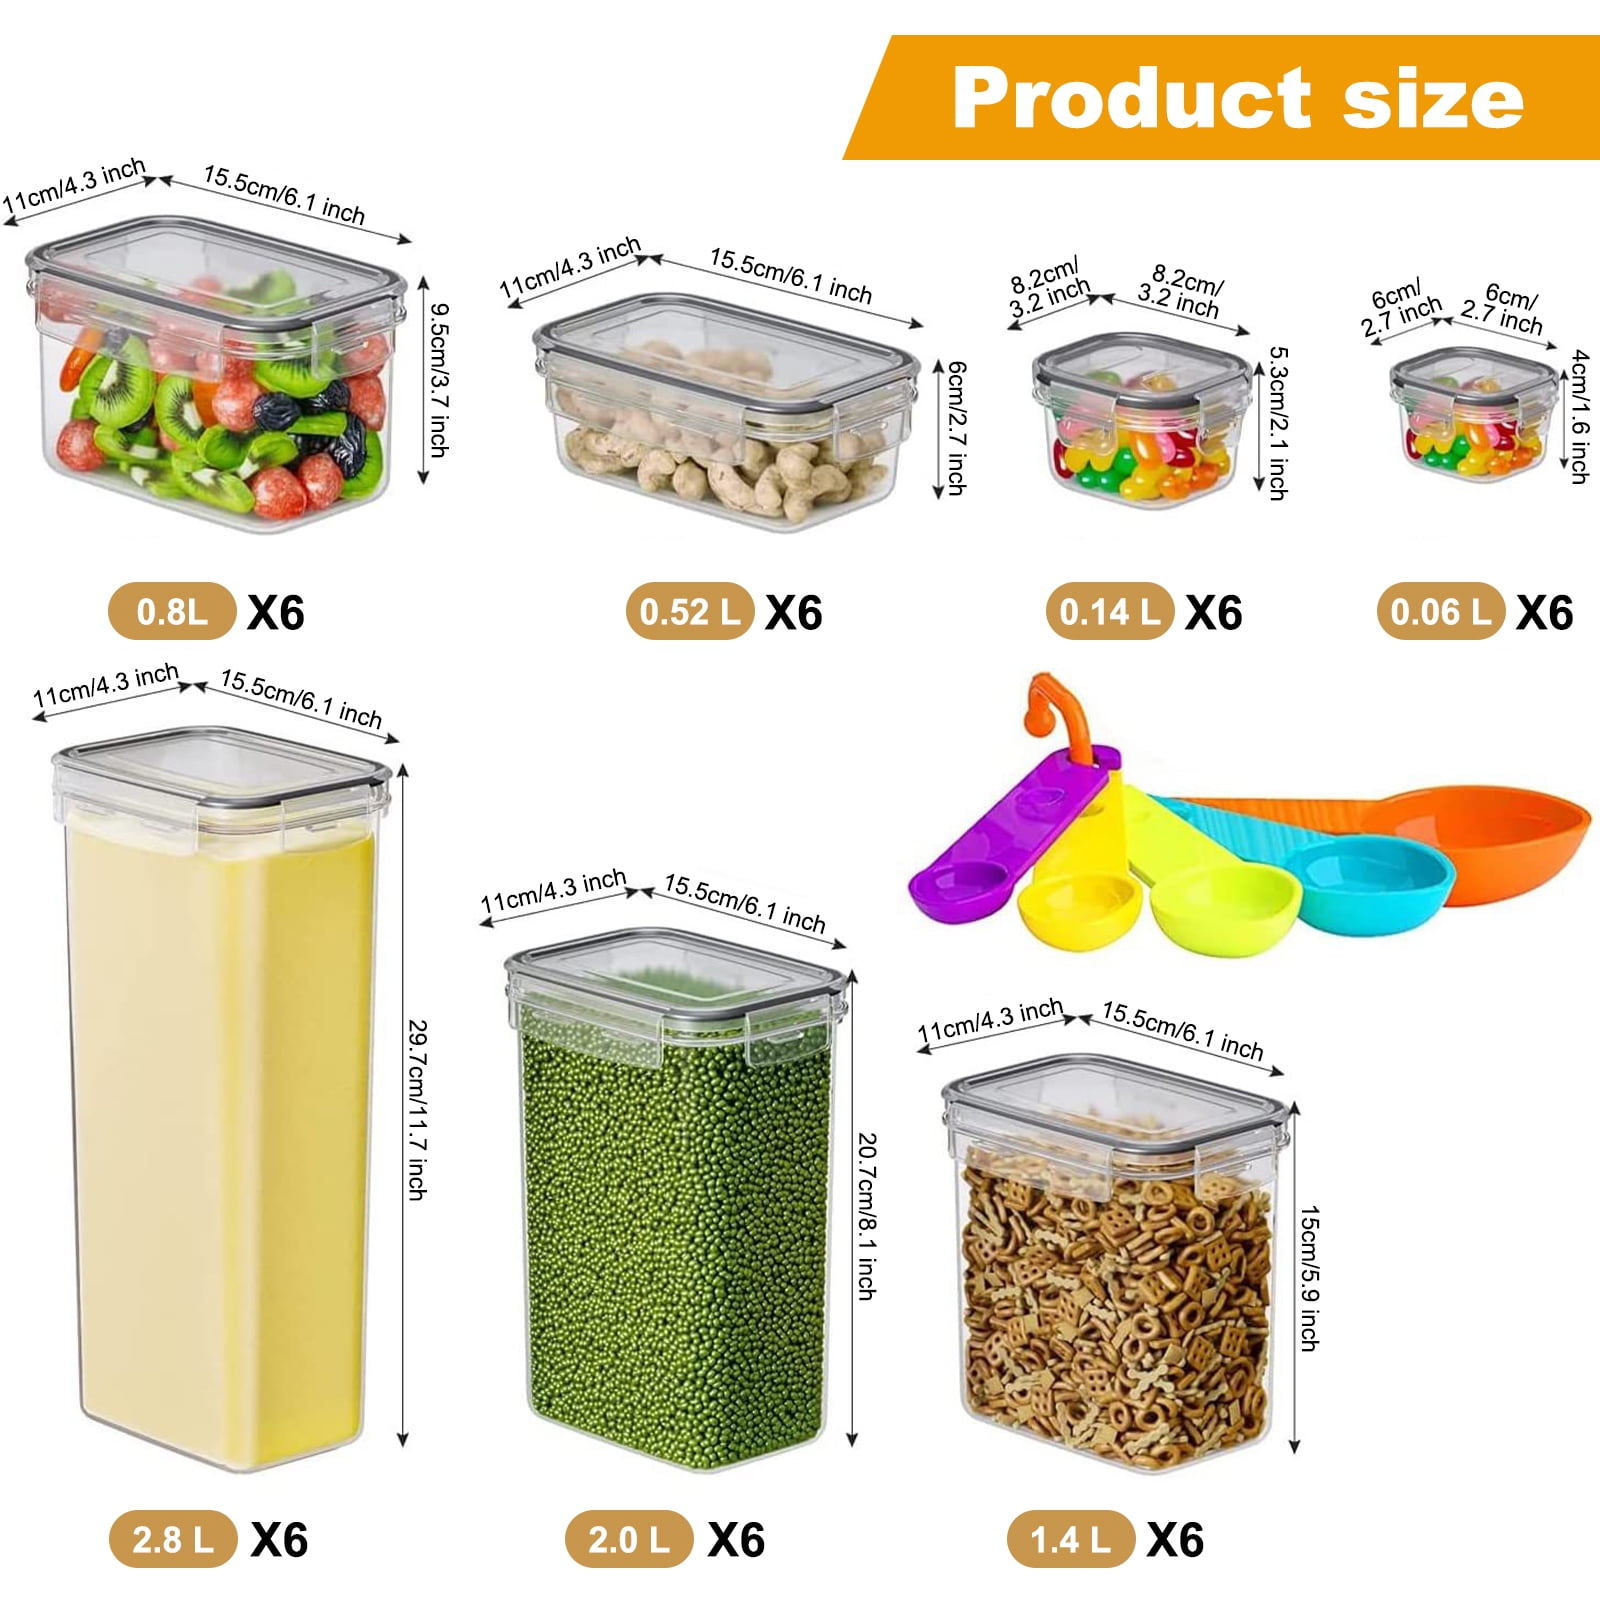 Product size
11cm/4.3 inch
15.5cm/6.1 inch
9.5cm/3.7 inch
11cm/4.3 inch
15.5cm/6.1 inch
6cm/2.7 inch
8.2cm/
3.2 inch
8.2cm/
3.2 inch
5.3cm/2.1 inch
6cm/
2.7 inch
6cm/
2.7 inch
4cm/1.6 inch
0.8L X6
0.52 L X6
0.14 L X6
0.06 L X6
11cm/4.3 inch
15.5cm/6.1 inch
29.7cm/11.7 inch
11cm/4.3 inch
15.5cm/6.1 inch
20.7cm/8.1 inch
11cm/4.3 inch
15.5cm/6.1 inch
15cm/5.9 inch
2.8 L X6
2.0 L X6
1.4 L X6